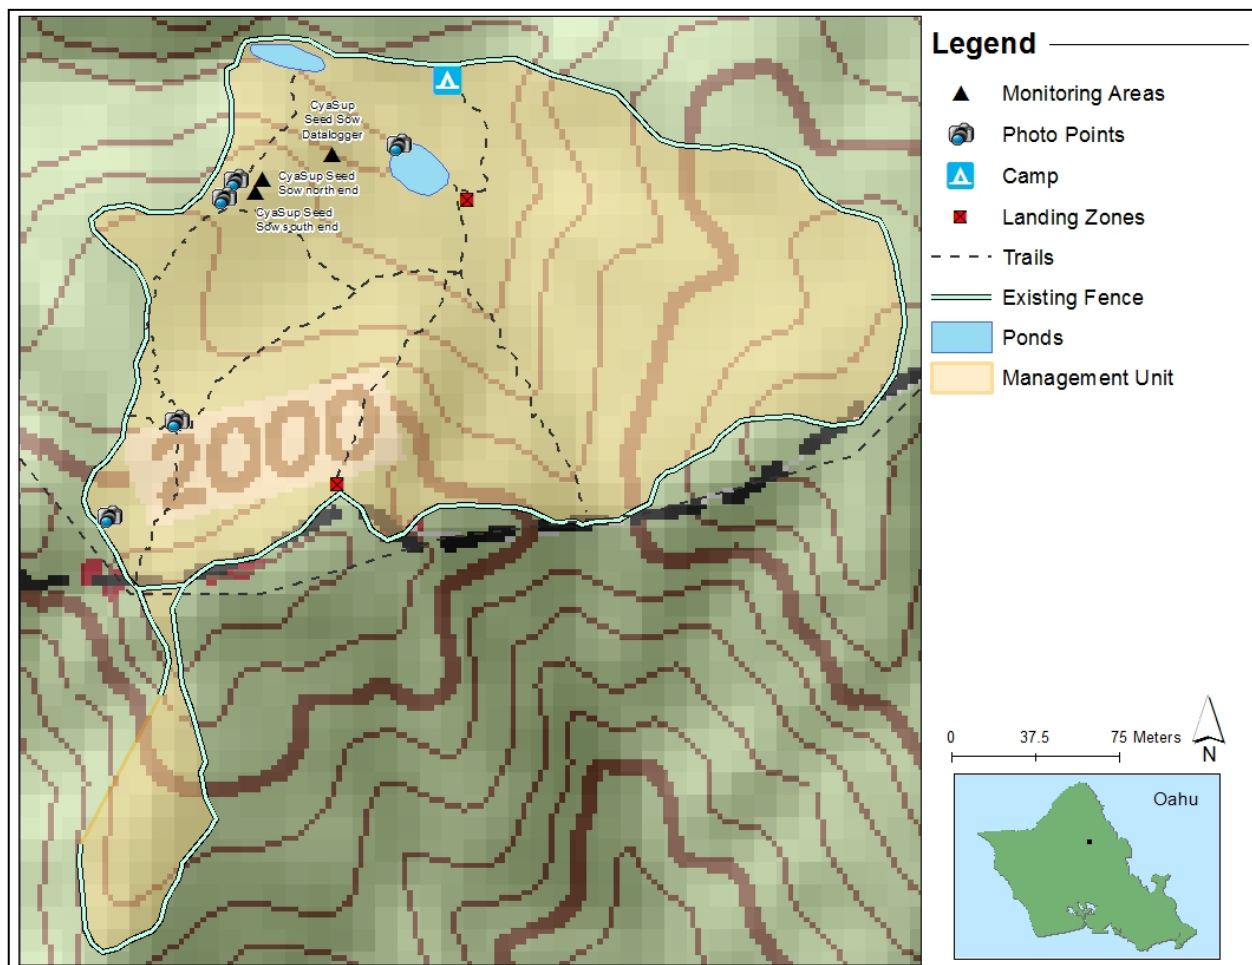 CyaSup
Seed Sow
Datalogger
CyaSup Seed
Sow north end
CyaSup Seed
Sow south end
2000
Legend
Monitoring Areas
Photo Points
Camp
Landing Zones
Trails
Existing Fence
Ponds
Management Unit
0 37.5 75 Meters
N
Oahu